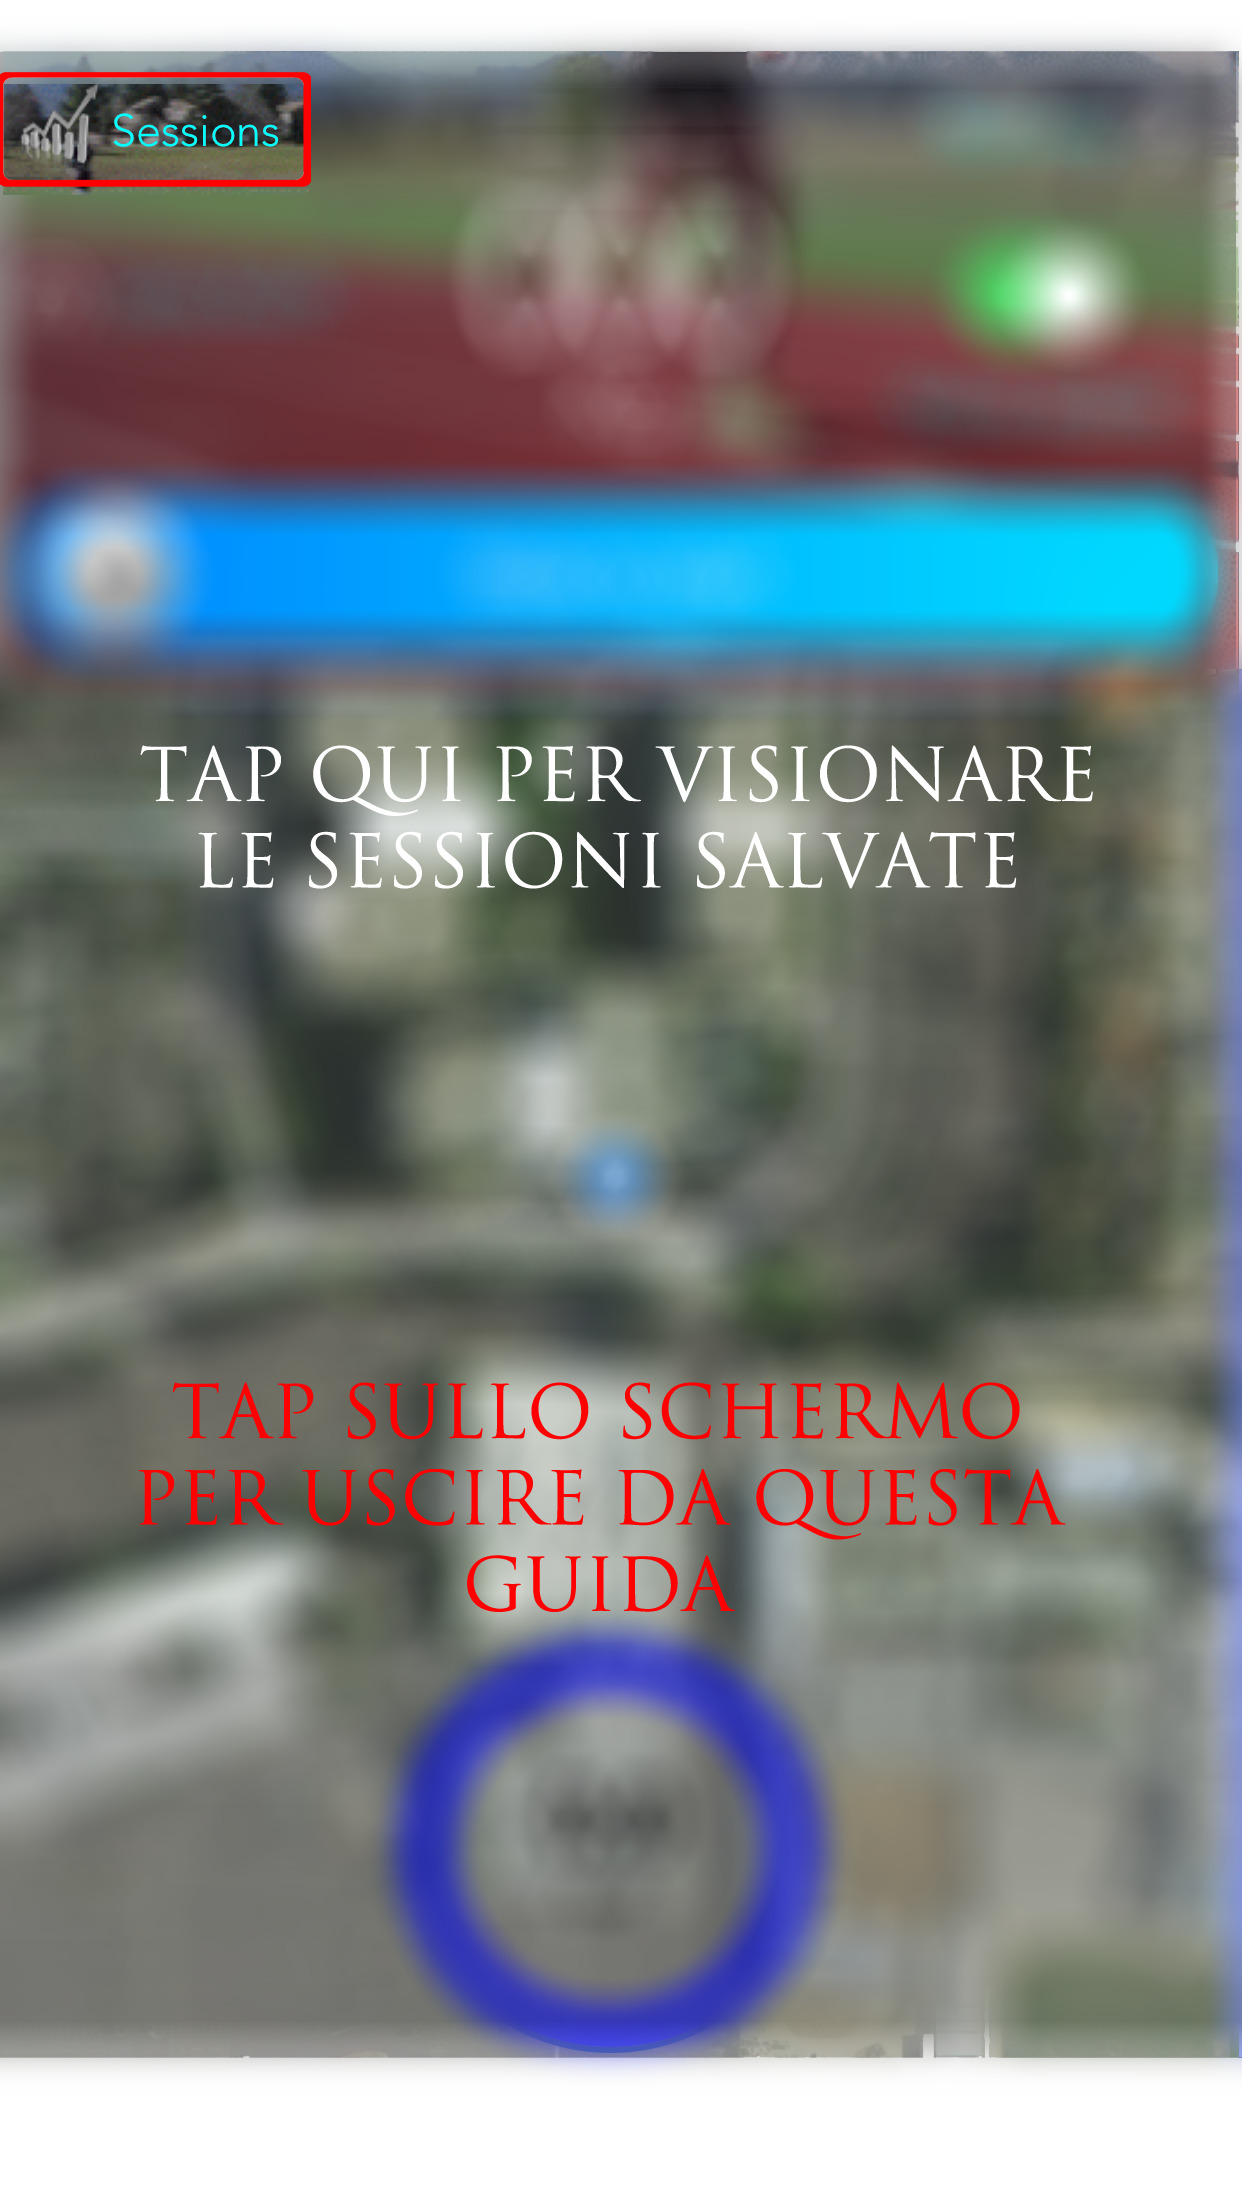 Sessions
TAP QUI PER VISIONARE
LE SESSIONI SALVATE
TAP SULLO SCHERMO
PER USCIRE DA QUESTA
GUIDA